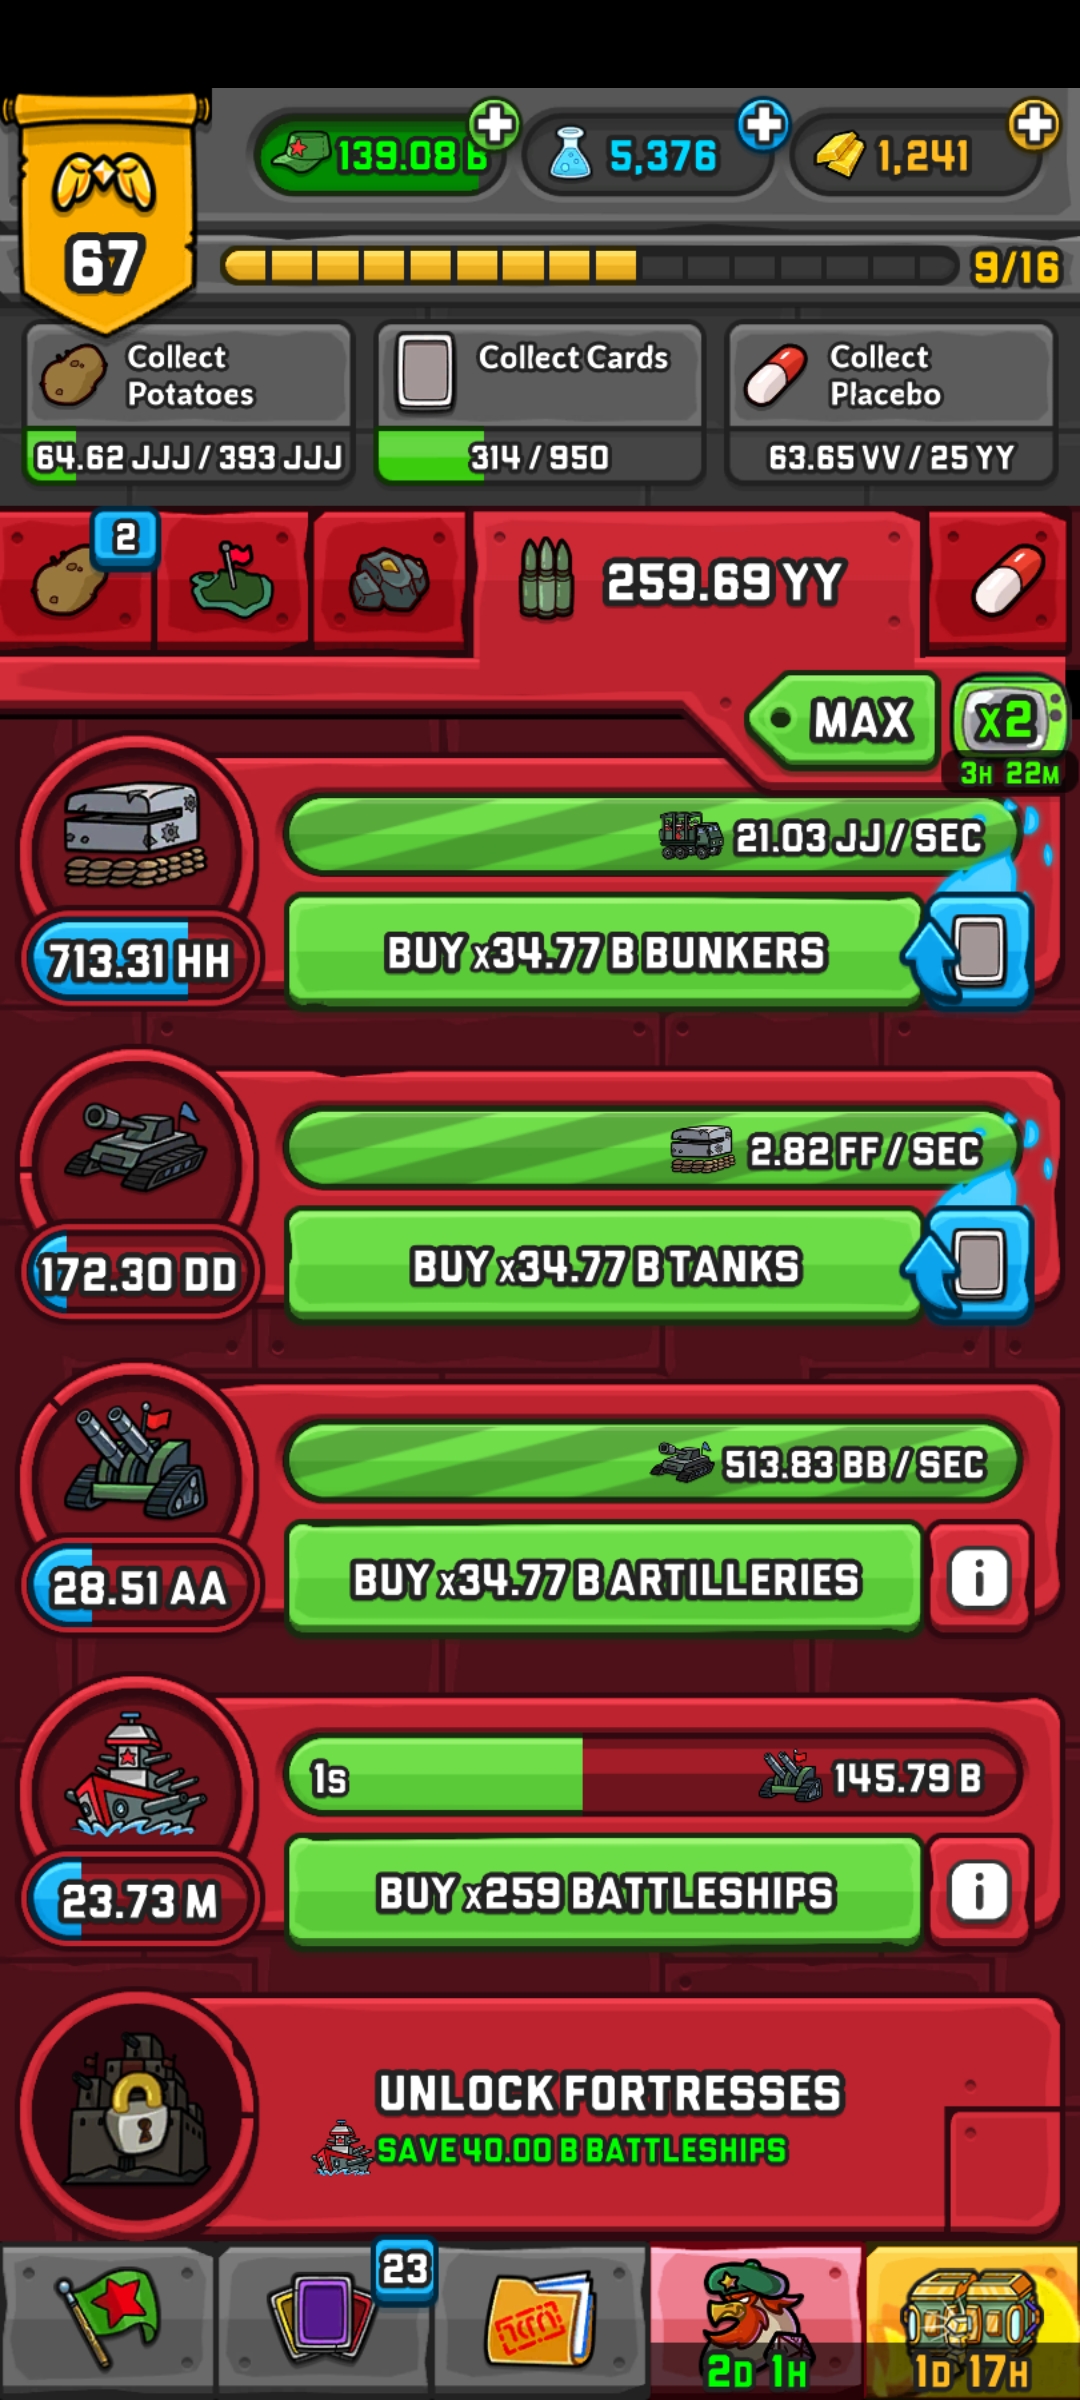 67
139.08 B
5,376
1,241
9/16
Collect
Potatoes
64.62 JJJ / 393 JJJ
Collect Cards
314 / 950
Collect
Placebo
63.65 VV / 25 YY
2
259.69 YY
MAX
x2
3H 22M
21.03 JJ / SEC
713.31 HH
BUY x34.77 B BUNKERS
2.82 FF / SEC
172.30 DD
BUY x34.77 B TANKS
513.83 BB / SEC
28.51 AA
BUY x34.77 B ARTILLERIES
i
1s
145.79 B
23.73 M
BUY x259 BATTLESHIPS
i
UNLOCK FORTRESSES
SAVE 40.00 B BATTLESHIPS
23
2D 1H
1D 17H